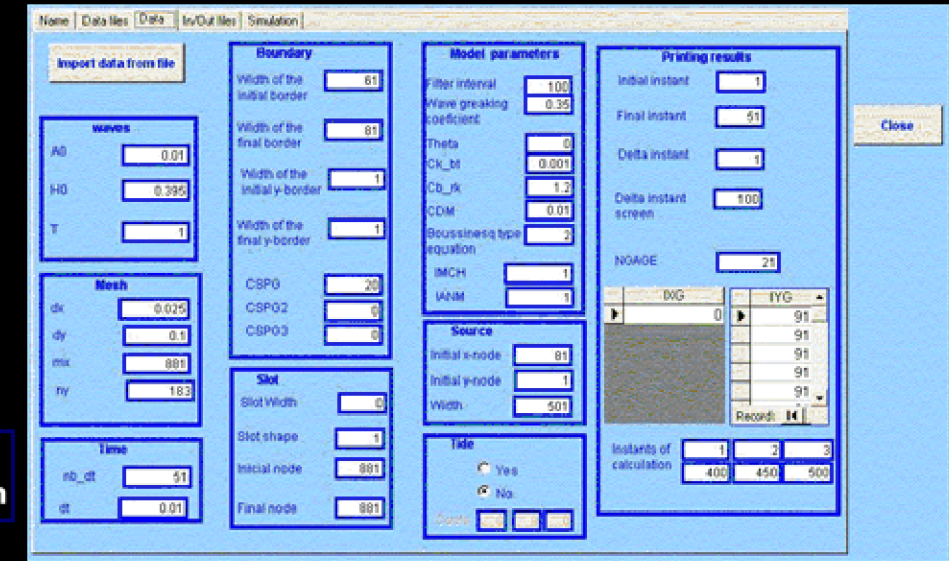 Name Data files Data In/Out files Simulation
Import data from file
Close
waves
A0 0.01
H0 0.395
T 1
Mesh
dx 0.025
dy 0.1
mx 881
ny 183
Time
nb_dt 51
dt 0.01
Boundary
Width of the initial border 61
Width of the final border 81
Width of the initial y-border 1
Width of the final y-border 1
CSPG 20
CSPG2 0
CSPG3 0
Slot
Slot Width 0
Slot shape 1
Inicial node 881
Final node 881
Model parameters
Filter interval 100
Wave greaking coeficient 0.35
Theta 0
Ck_bt 0.001
Cb_rk 1.2
CDM 0.01
Boussinesq type equation 2
IMCH 1
IANM 1
Source
Initial x-node 81
Initial y-node 1
Width 501
Tide
Yes
No
Printing results
Initial instant 1
Final instant 51
Delta instant 1
Delta instant screen 100
NGAGE 21
IXG IYG
0 91
91
91
91
91
Record:
Instants of calculation 1 2 3
400 450 500